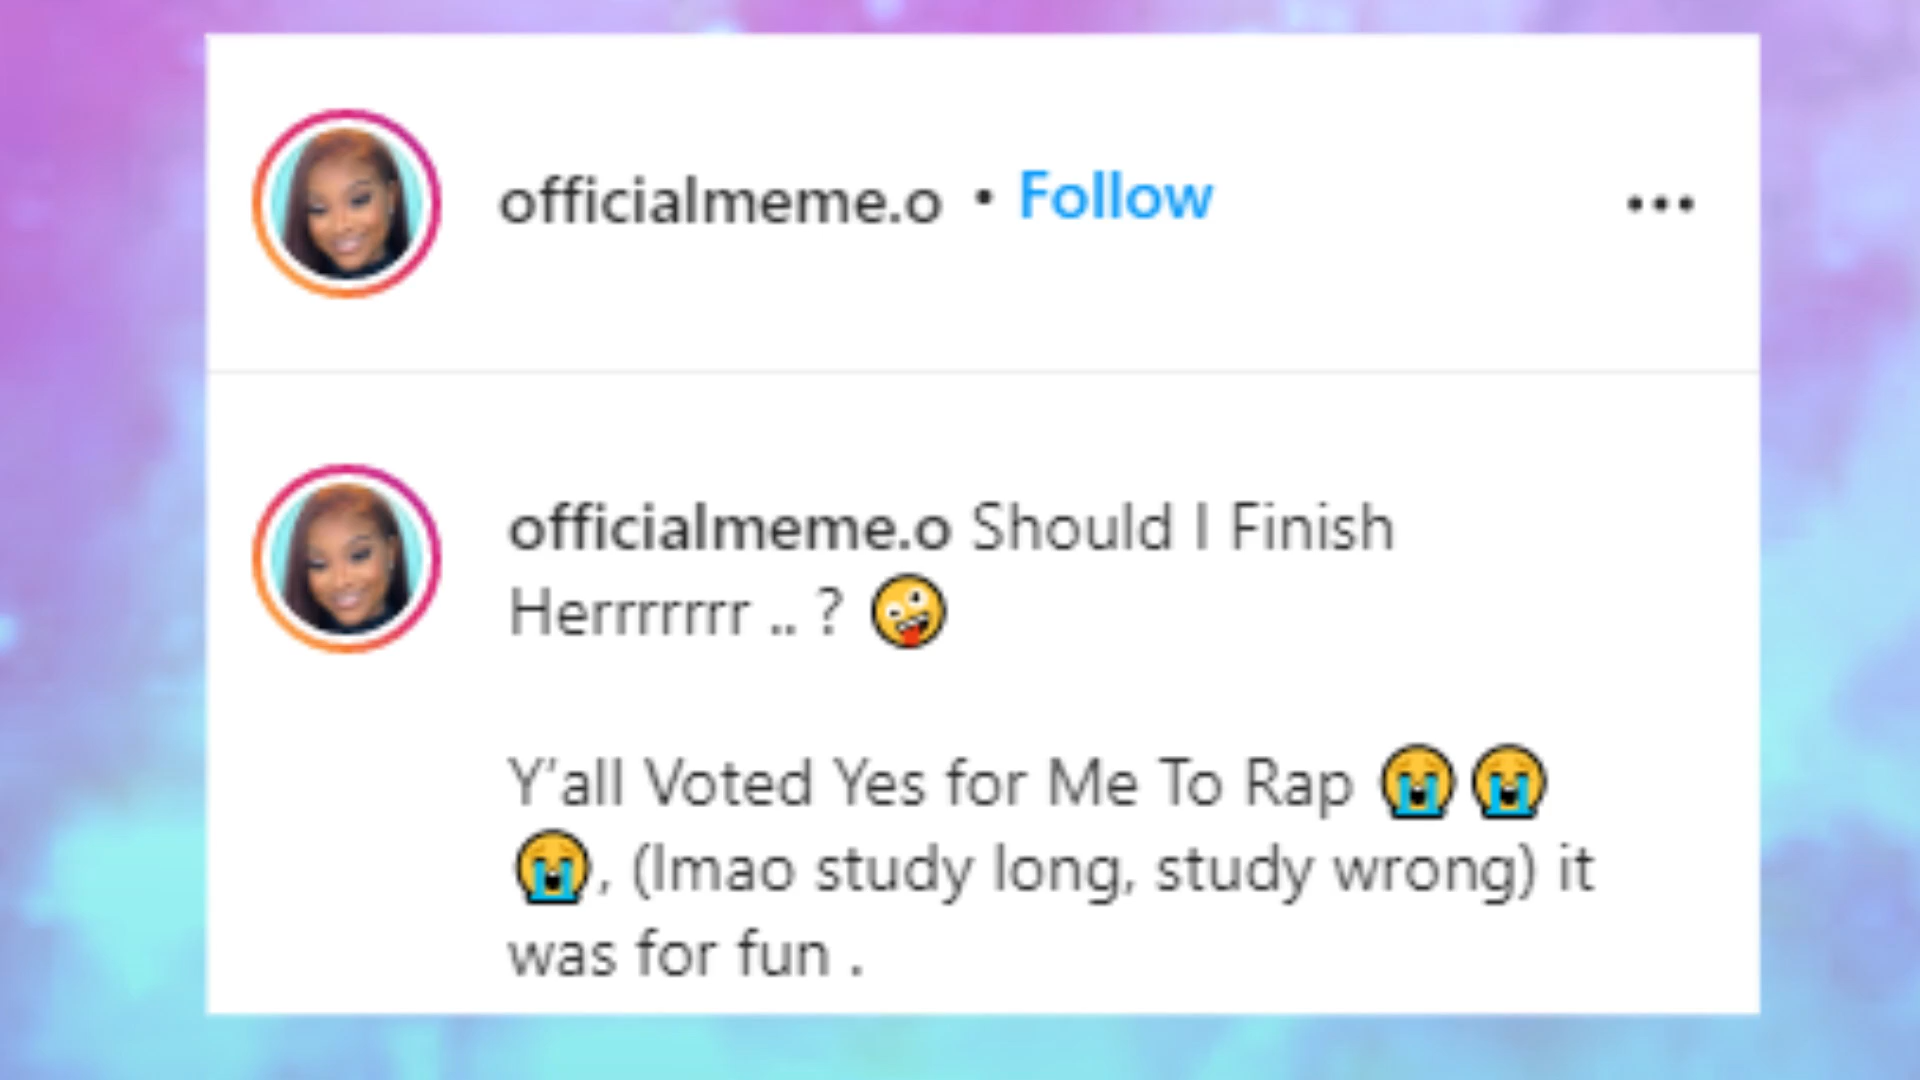 officialmeme.o • Follow
officialmeme.o Should I Finish
Herrrrrrr .. ? 🤪
Y'all Voted Yes for Me To Rap 😭😭
😭, (lmao study long, study wrong) it
was for fun .